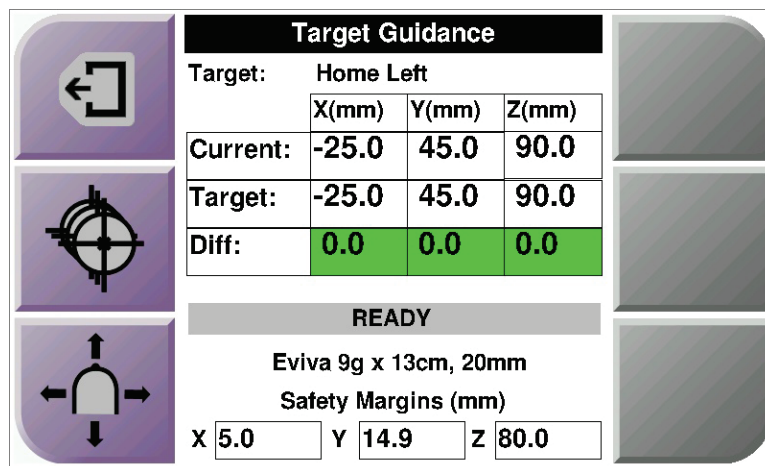 Target Guidance
Target: Home Left
X(mm) Y(mm) Z(mm)
Current: -25.0 45.0 90.0
Target: -25.0 45.0 90.0
Diff: 0.0 0.0 0.0
READY
Eviva 9g x 13cm, 20mm
Safety Margins (mm)
X 5.0 Y 14.9 Z 80.0